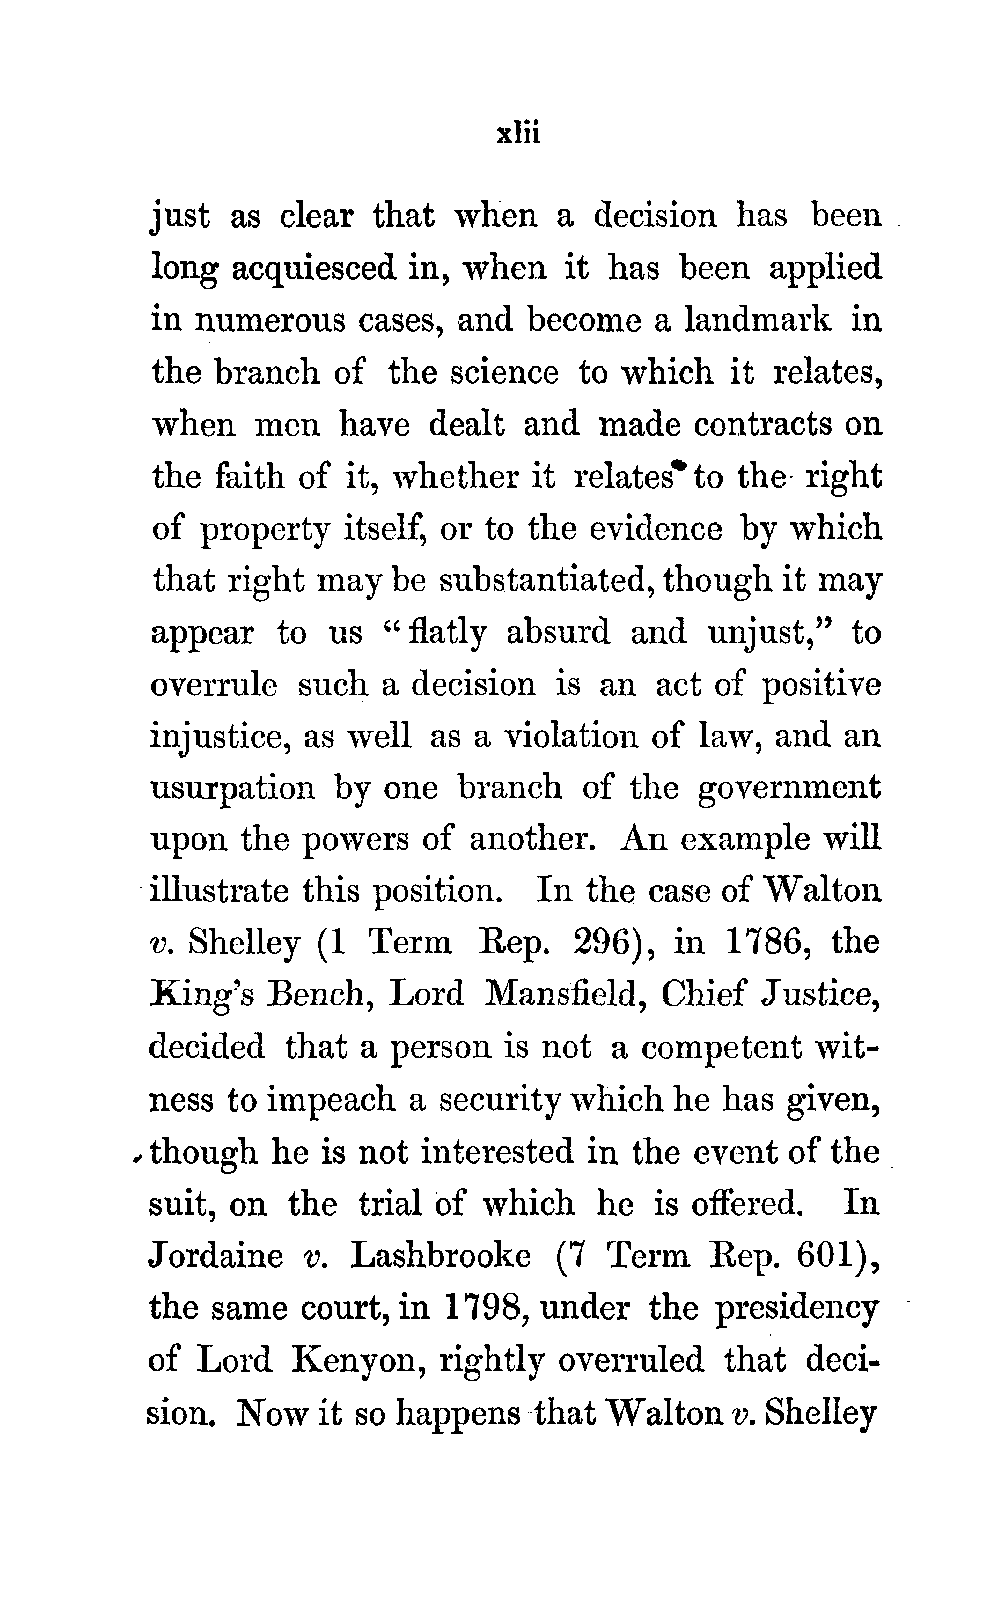 xlii
just as clear that when a decision has been
long acquiesced in, when it has been applied
in numerous cases, and become a landmark in
the branch of the science to which it relates,
when men have dealt and made contracts on
the faith of it, whether it relates to the right
of property itself, or to the evidence by which
that right may be substantiated, though it may
appear to us “flatly absurd and unjust,” to
overrule such a decision is an act of positive
injustice, as well as a violation of law, and an
usurpation by one branch of the government
upon the powers of another. An example will
illustrate this position. In the case of Walton
v. Shelley (1 Term Rep. 296), in 1786, the
King’s Bench, Lord Mansfield, Chief Justice,
decided that a person is not a competent wit-
ness to impeach a security which he has given,
though he is not interested in the event of the
suit, on the trial of which he is offered. In
Jordaine v. Lashbrooke (7 Term Rep. 601),
the same court, in 1798, under the presidency
of Lord Kenyon, rightly overruled that deci-
sion. Now it so happens that Walton v. Shelley